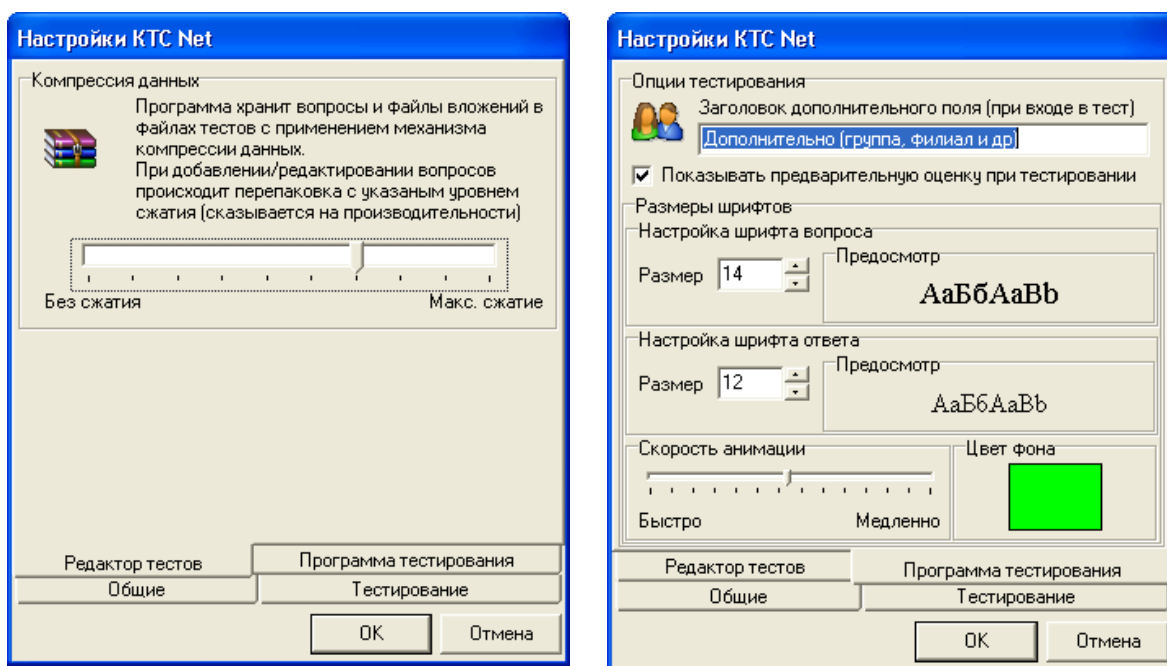 Настройки КТС Net
Компрессия данных
Программа хранит вопросы и файлы вложений в
файлах тестов с применением механизма
компрессии данных.
При добавлении/редактировании вопросов
происходит перепаковка с указаным уровнем
сжатия (сказывается на производительности)
Без сжатия
Макс. сжатие
Редактор тестов
Программа тестирования
Общие
Тестирование
ОК
Отмена
Настройки КТС Net
Опции тестирования
Заголовок дополнительного поля (при входе в тест)
Дополнительно (группа, филиал и др)
Показывать предварительную оценку при тестировании
Размеры шрифтов
Настройка шрифта вопроса
Размер 14
Предосмотр
АаБбAaBb
Настройка шрифта ответа
Размер 12
Предосмотр
АаБбAaBb
Скорость анимации
Быстро
Медленно
Цвет фона
Редактор тестов
Программа тестирования
Общие
Тестирование
ОК
Отмена